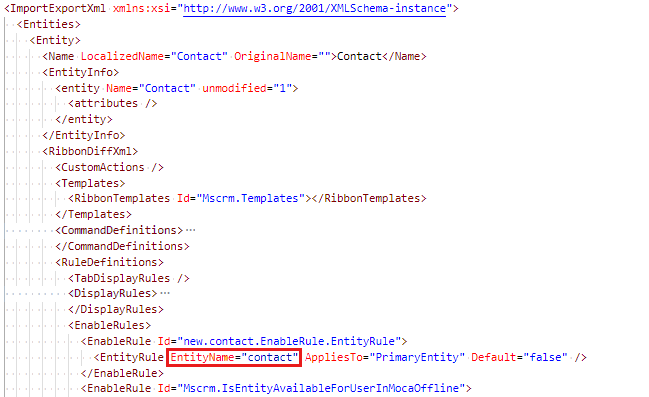 <ImportExportXml xmlns:xsi="http://www.w3.org/2001/XMLSchema-instance">
<Entities>
<Entity>
<Name LocalizedName="Contact" OriginalName="">Contact</Name>
<EntityInfo>
<entity Name="Contact" unmodified="1">
<attributes />
</entity>
</EntityInfo>
<RibbonDiffXml>
<CustomActions />
<Templates>
<RibbonTemplates Id="Mscrm.Templates"></RibbonTemplates>
</Templates>
<CommandDefinitions>...
</CommandDefinitions>
<RuleDefinitions>
<TabDisplayRules />
<DisplayRules>...
</DisplayRules>
<EnableRules>
<EnableRule Id="new.contact.EnableRule.EntityRule">
<EntityRule EntityName="contact" AppliesTo="PrimaryEntity" Default="false" />
</EnableRule>
<EnableRule Id="Mscrm.IsEntityAvailableForUserInMocaOffline">